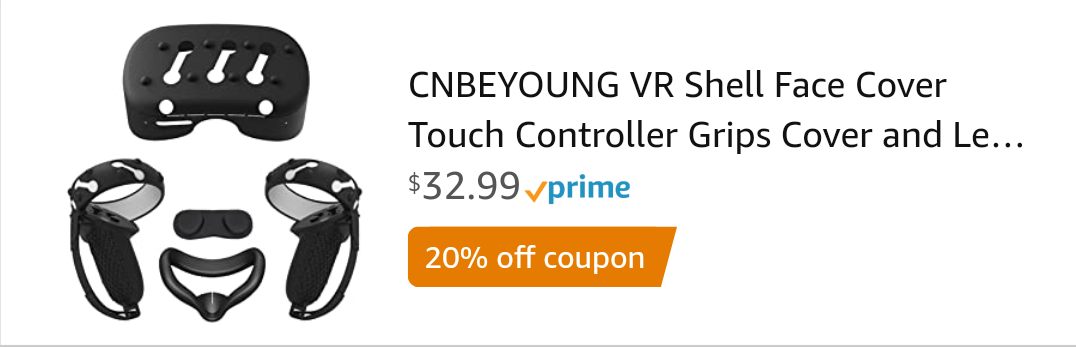 CNBEYOUNG VR Shell Face Cover
Touch Controller Grips Cover and Le...
$32.99 prime
20% off coupon